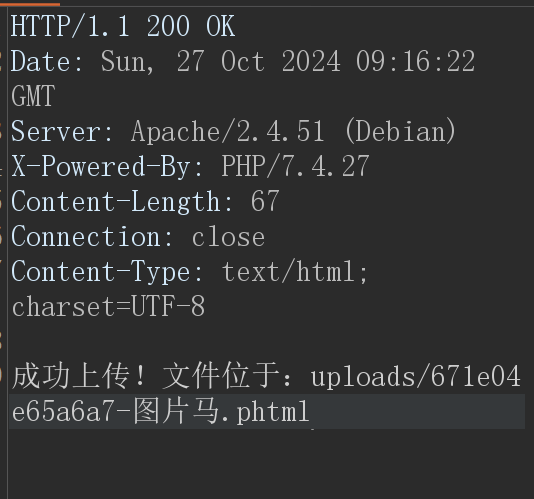 HTTP/1.1 200 OK
Date: Sun, 27 Oct 2024 09:16:22
GMT
Server: Apache/2.4.51 (Debian)
X-Powered-By: PHP/7.4.27
Content-Length: 67
Connection: close
Content-Type: text/html;
charset=UTF-8
成功上传！文件位于：uploads/671e04
e65a6a7-图片马.phtml